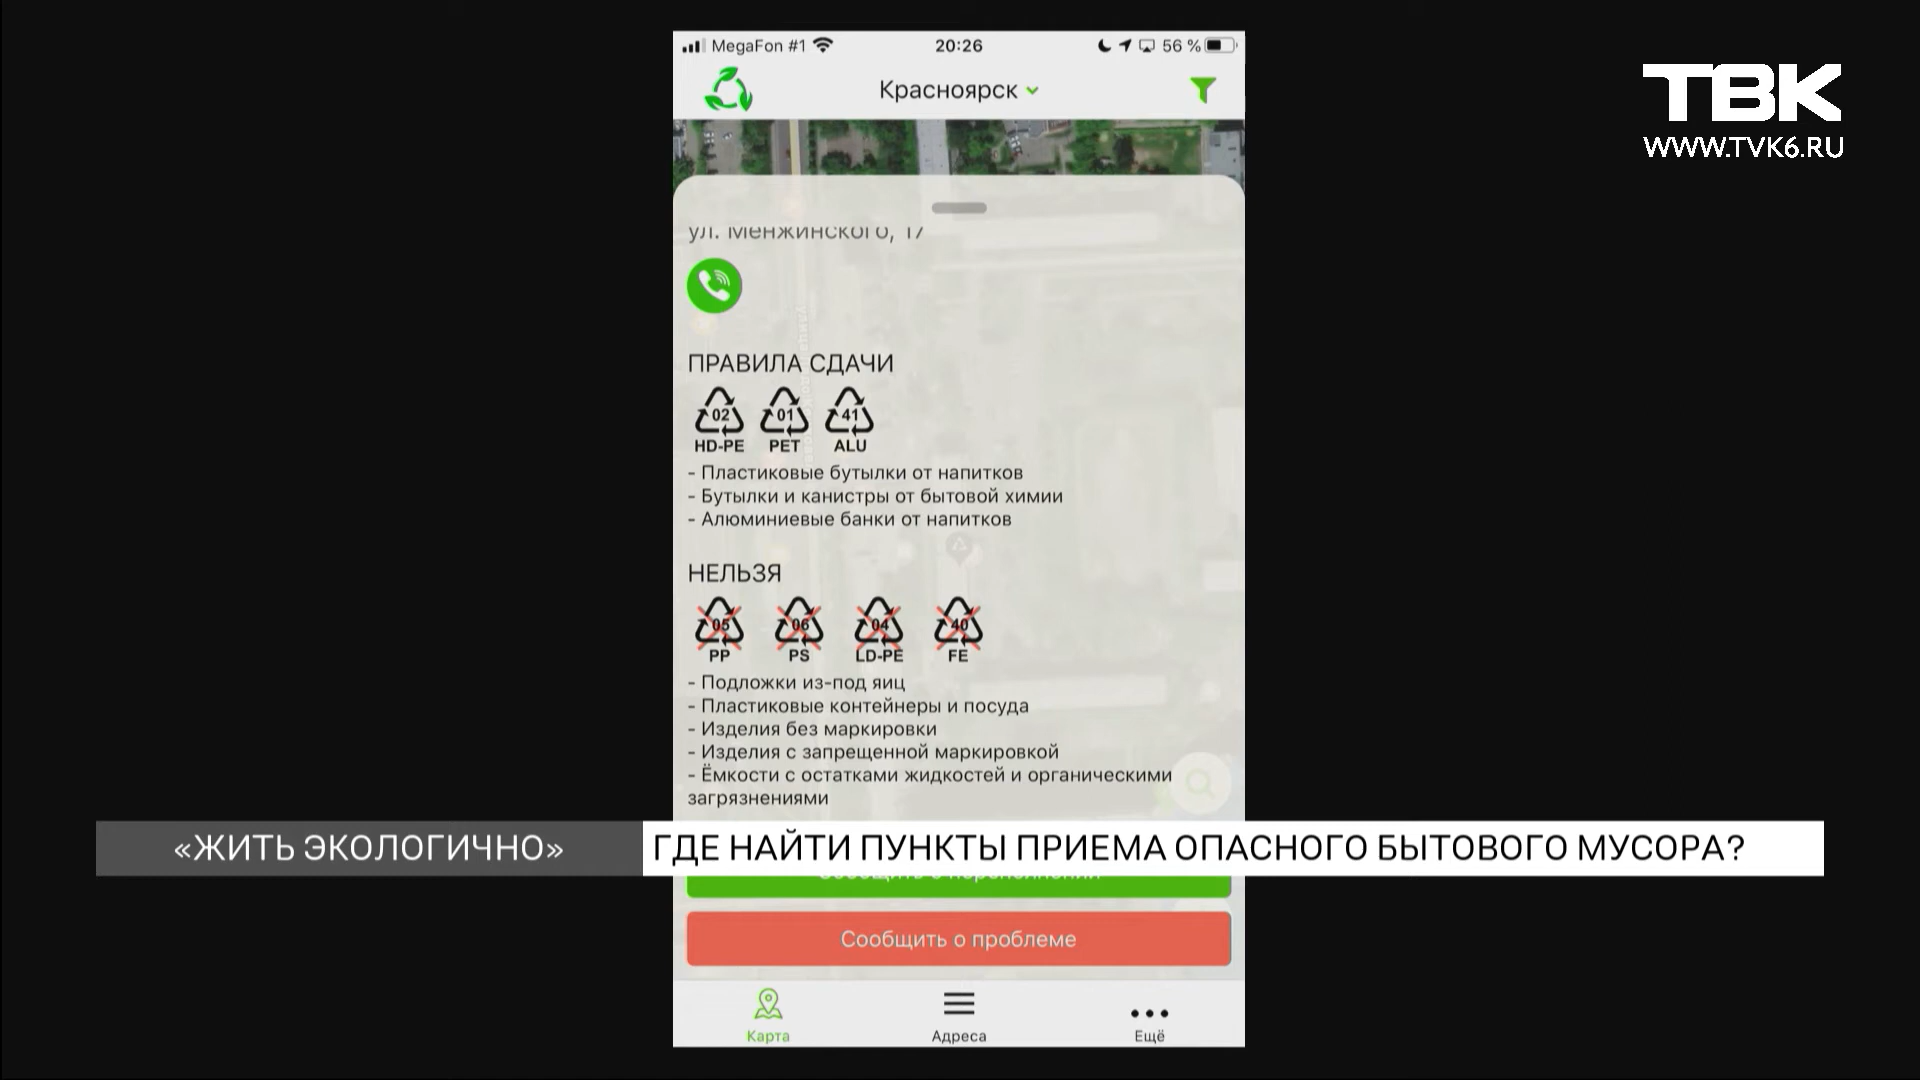 MegaFon #1
20:26
56 %
Красноярск
ТВК
WWW.TVK6.RU
ул. Менжинского, 17
ПРАВИЛА СДАЧИ
02 01 41
HD-PE PET ALU
- Пластиковые бутылки от напитков
- Бутылки и канистры от бытовой химии
- Алюминиевые банки от напитков
НЕЛЬЗЯ
05 06 04 40
PP PS LD-PE FE
- Подложки из-под яиц
- Пластиковые контейнеры и посуда
- Изделия без маркировки
- Изделия с запрещенной маркировкой
- Ёмкости с остатками жидкостей и органическими
загрязнениями
«ЖИТЬ ЭКОЛОГИЧНО»
ГДЕ НАЙТИ ПУНКТЫ ПРИЕМА ОПАСНОГО БЫТОВОГО МУСОРА?
Сообщить о проблеме
Карта
Адреса
Ещё